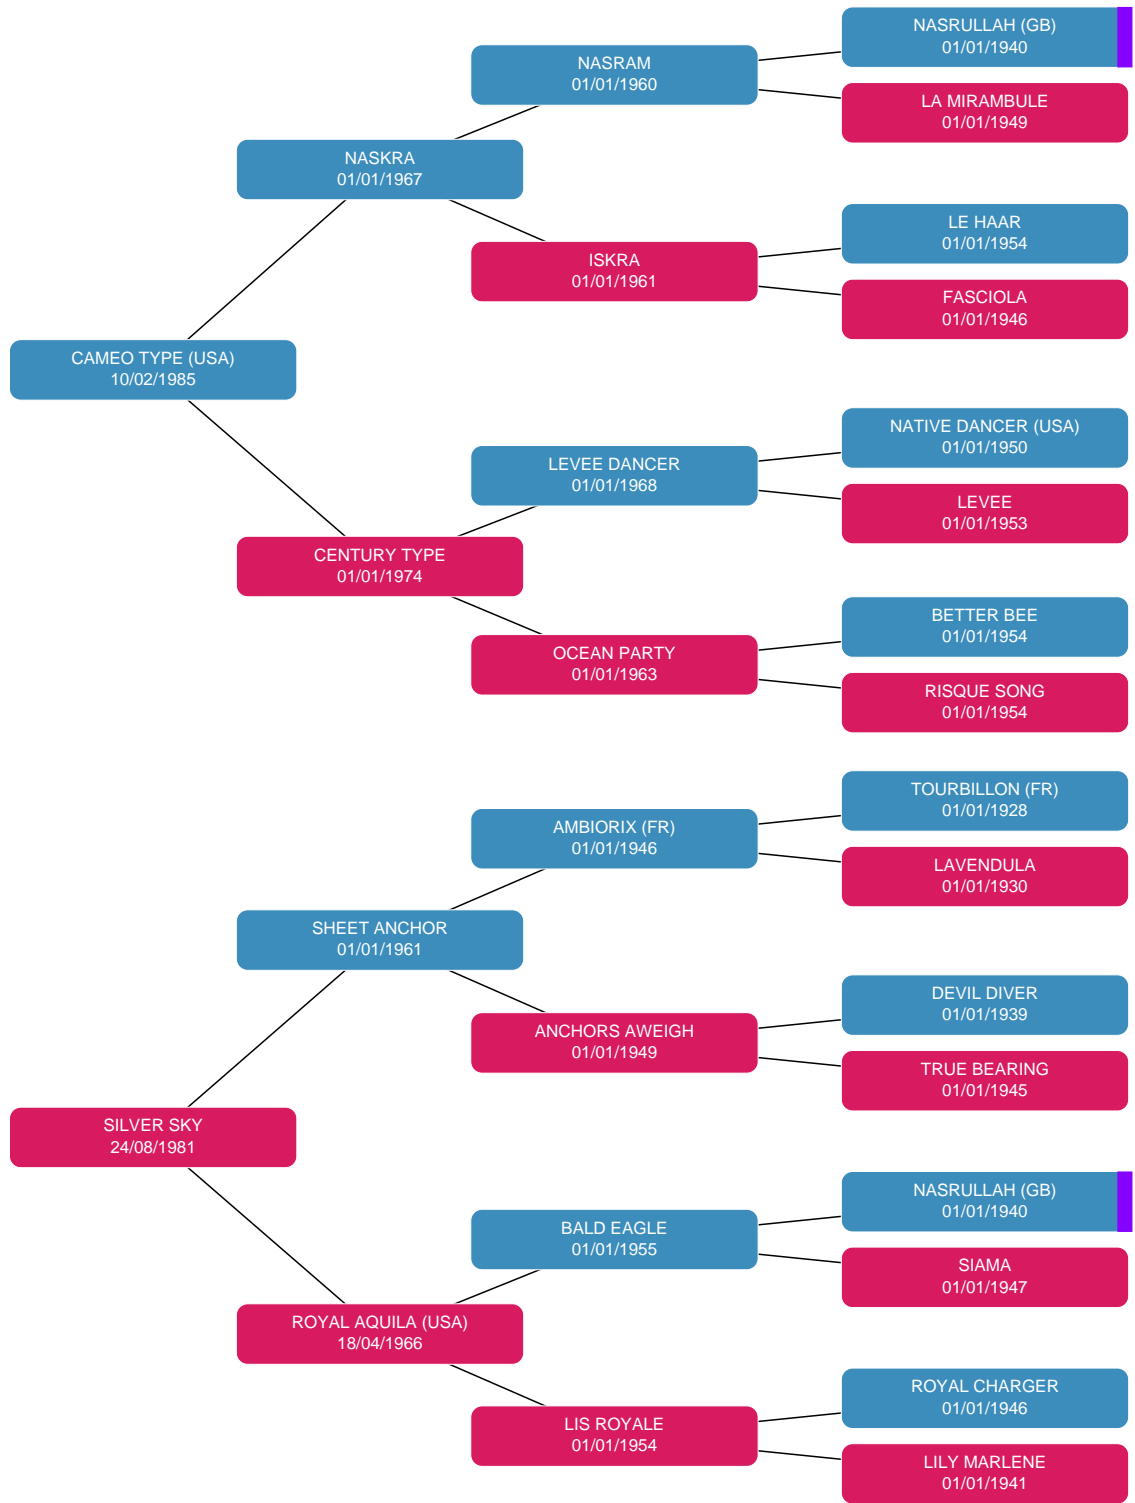 NASRULLAH (GB)
01/01/1940
NASRAM
01/01/1960
LA MIRAMBULE
01/01/1949
NASKRA
01/01/1967
LE HAAR
01/01/1954
ISKRA
01/01/1961
FASCIOLA
01/01/1946
CAMEO TYPE (USA)
10/02/1985
NATIVE DANCER (USA)
01/01/1950
LEVEE DANCER
01/01/1968
LEVEE
01/01/1953
CENTURY TYPE
01/01/1974
BETTER BEE
01/01/1954
OCEAN PARTY
01/01/1963
RISQUE SONG
01/01/1954
TOURBILLON (FR)
01/01/1928
AMBIORIX (FR)
01/01/1946
LAVENDULA
01/01/1930
SHEET ANCHOR
01/01/1961
DEVIL DIVER
01/01/1939
ANCHORS AWEIGH
01/01/1949
TRUE BEARING
01/01/1945
SILVER SKY
24/08/1981
NASRULLAH (GB)
01/01/1940
BALD EAGLE
01/01/1955
SIAMA
01/01/1947
ROYAL AQUILA (USA)
18/04/1966
ROYAL CHARGER
01/01/1946
LIS ROYALE
01/01/1954
LILY MARLENE
01/01/1941